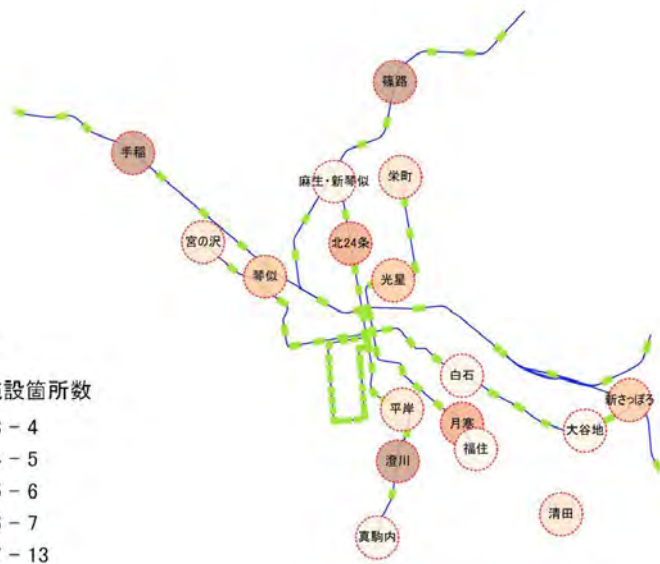 篠路
手稲
麻生・新琴似
栄町
宮の沢
北24条
琴似
光星
白石
新さっぽろ
平岸
月寒
大谷地
福住
澄川
清田
真駒内
設箇所数
- 4
- 5
- 6
- 7
- 13